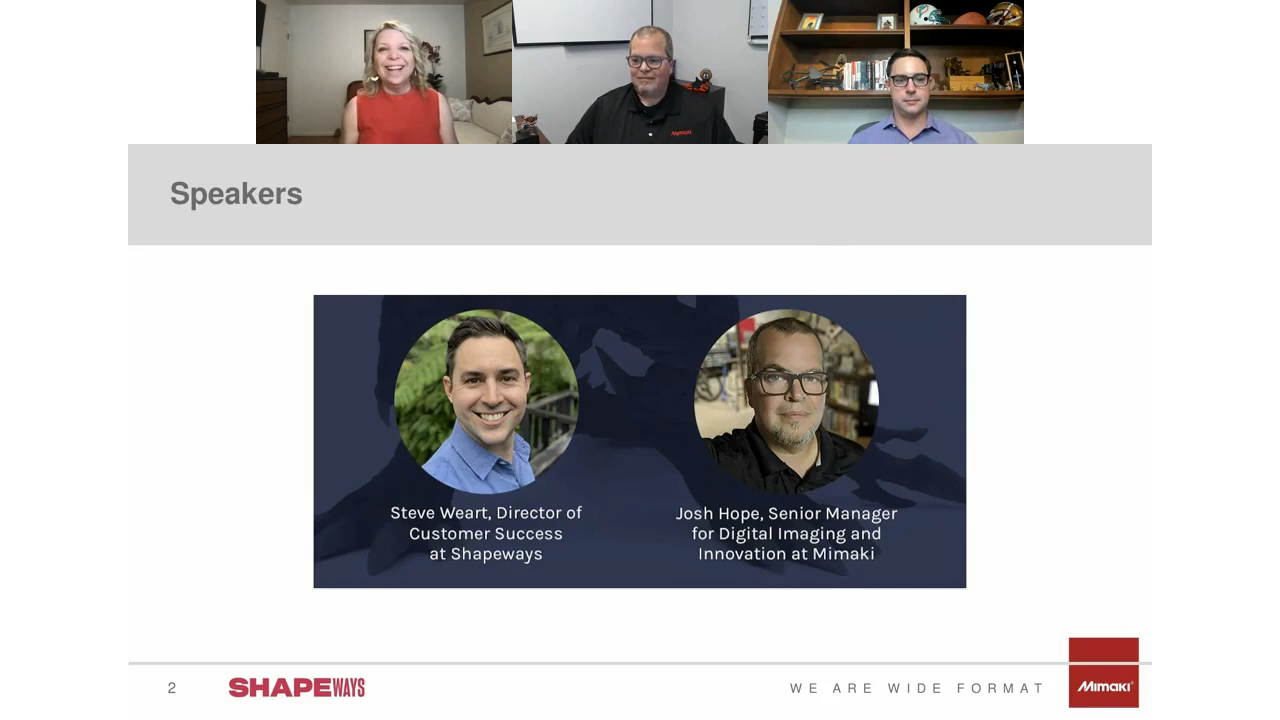 Speakers
Steve Weart, Director of
Customer Success
at Shapeways
Josh Hope, Senior Manager
for Digital Imaging and
Innovation at Mimaki
2
SHAPEWAYS
WE ARE WIDE FORMAT
Mimaki